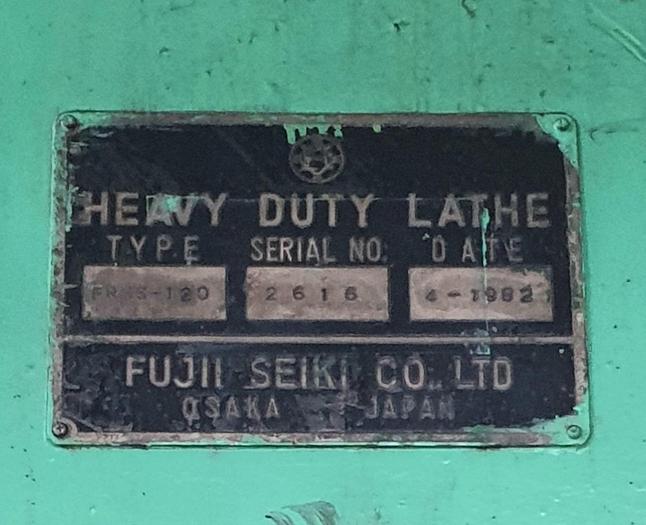 HEAVY DUTY LATHE
TYPE SERIAL NO. DATE
2616 4-1982
FUJII SEIKI CO., LTD
OSAKA JAPAN